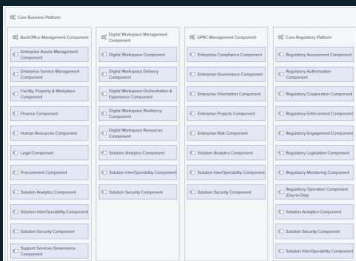 Core Business Platform
BackOffice Management Component
Enterprise Assets Management
Component
Enterprise Service Management
Component
Facility, Property & Workplace
Component
Finance Component
Human Resources Component
Legal Component
Procurement Component
Solution Analytics Component
Solution InterOperability Component
Solution Security Component
Support Services Governance
Component
Digital Workspace Management
Component
Digital Workspace Component
Digital Workspace Delivery
Component
Digital Workspace Orchestration &
Experience Component
Digital Workspace Resiliency
Component
Digital Workspace Resources
Component
Solution Analytics Component
Solution InterOperability Component
Solution Security Component
GPRC Management Component
Enterprise Compliance Component
Enterprise Governance Component
Enterprise Orientation Component
Enterprise Projects Component
Enterprise Risk Component
Solution Analytics Component
Solution InterOperability Component
Solution Security Component
Core Regulatory Platform
Regulatory Assessment Component
Regulatory Authorisation
Component
Regulatory Cooperation Component
Regulatory Enforcement Component
Regulatory Engagement Component
Regulatory Legislation Component
Regulatory Monitoring Component
Regulatory Operation Component
(Day-to-Day)
Solution Analytics Component
Solution Security Component
Solution InterOperability Component